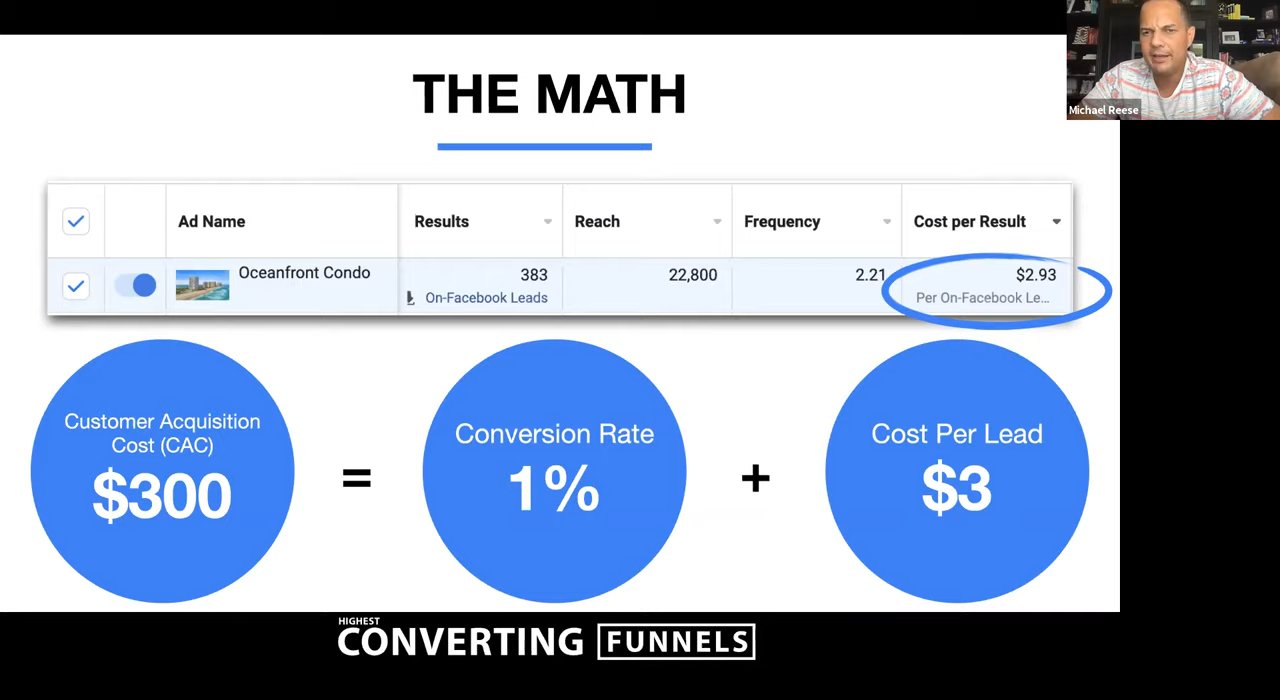 THE MATH
Michael Reese
Ad Name Results Reach Frequency Cost per Result
Oceanfront Condo 383 22,800 2.21 $2.93
On-Facebook Leads Per On-Facebook Le...
Customer Acquisition
Cost (CAC)
$300
=
Conversion Rate
1%
+
Cost Per Lead
$3
HIGHEST
CONVERTING FUNNELS